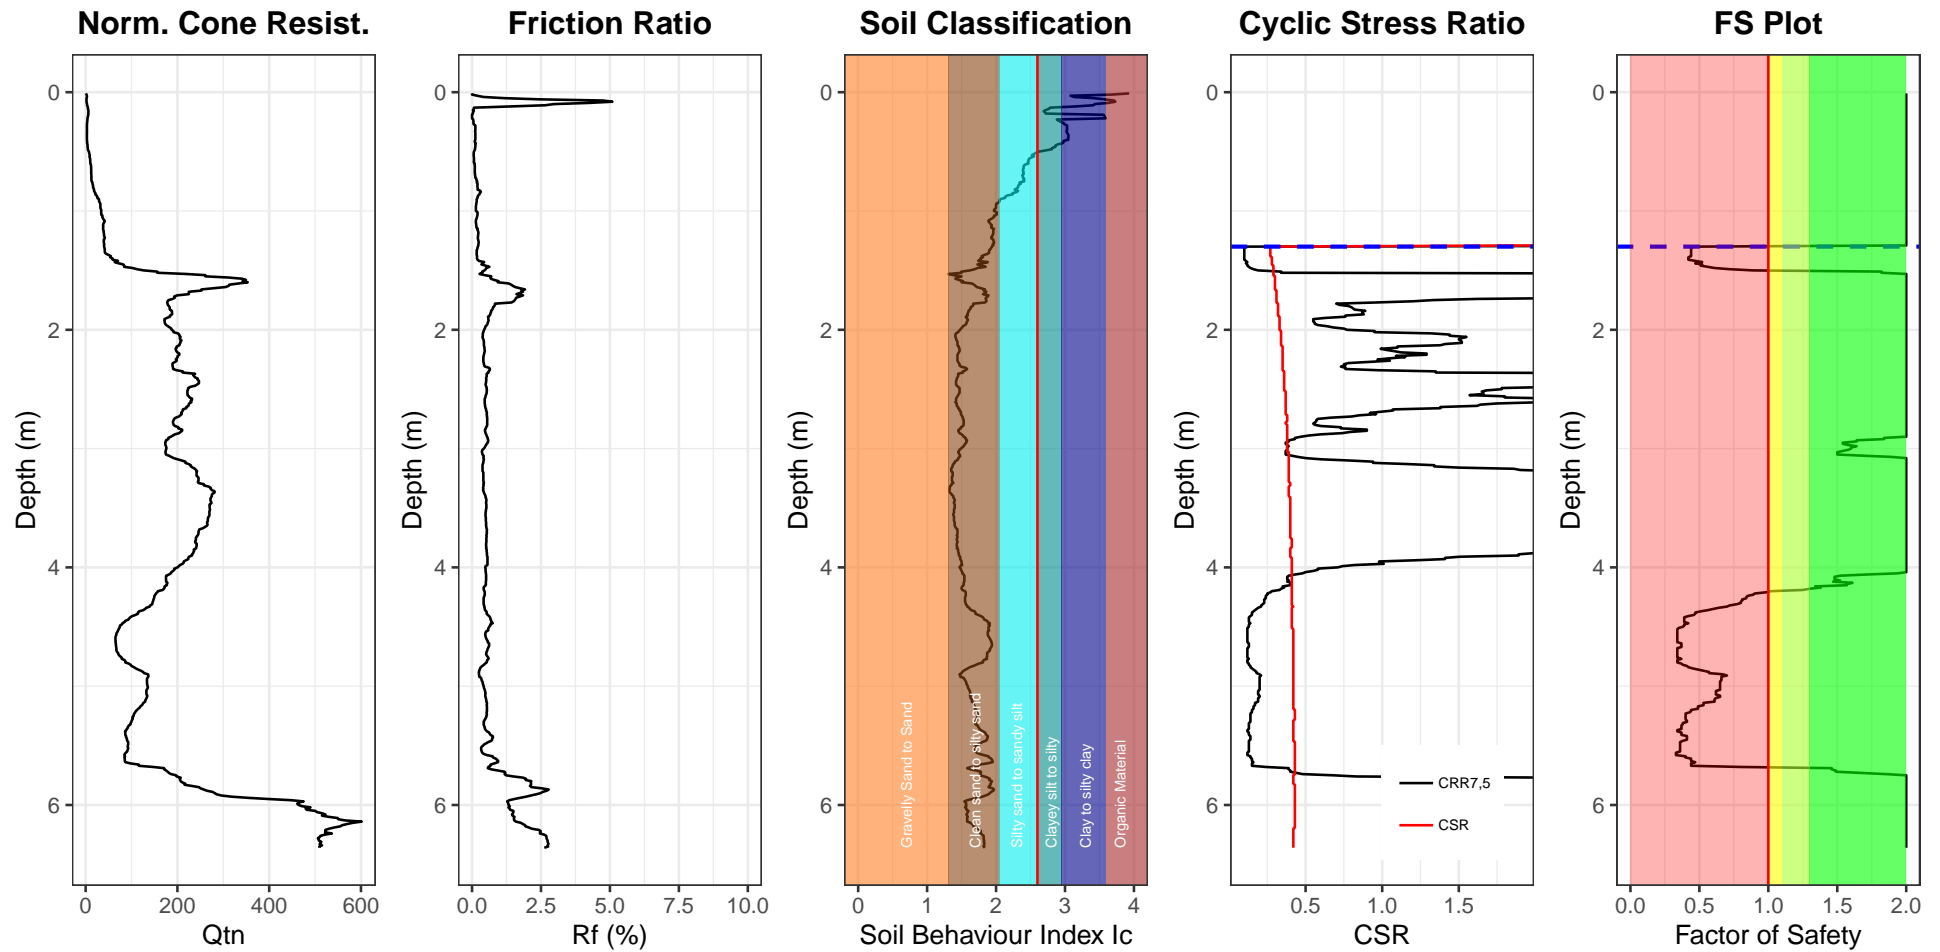 Norm. Cone Resist.
Friction Ratio
Soil Classification
Cyclic Stress Ratio
FS Plot
Depth (m)
0
2
4
6
0
200
400
600
Qtn
Depth (m)
0
2
4
6
0.0
2.5
5.0
7.5
10.0
Rf (%)
Depth (m)
0
2
4
6
Gravelly Sand to Sand
Clean sand to silty sand
Silty sand to sandy silt
Clayey silt to silty
Clay to silty clay
Organic Material
0
1
2
3
4
Soil Behaviour Index Ic
Depth (m)
0
2
4
6
CRR7,5
CSR
0.5
1.0
1.5
CSR
Depth (m)
0
2
4
6
0.0
0.5
1.0
1.5
2.0
Factor of Safety